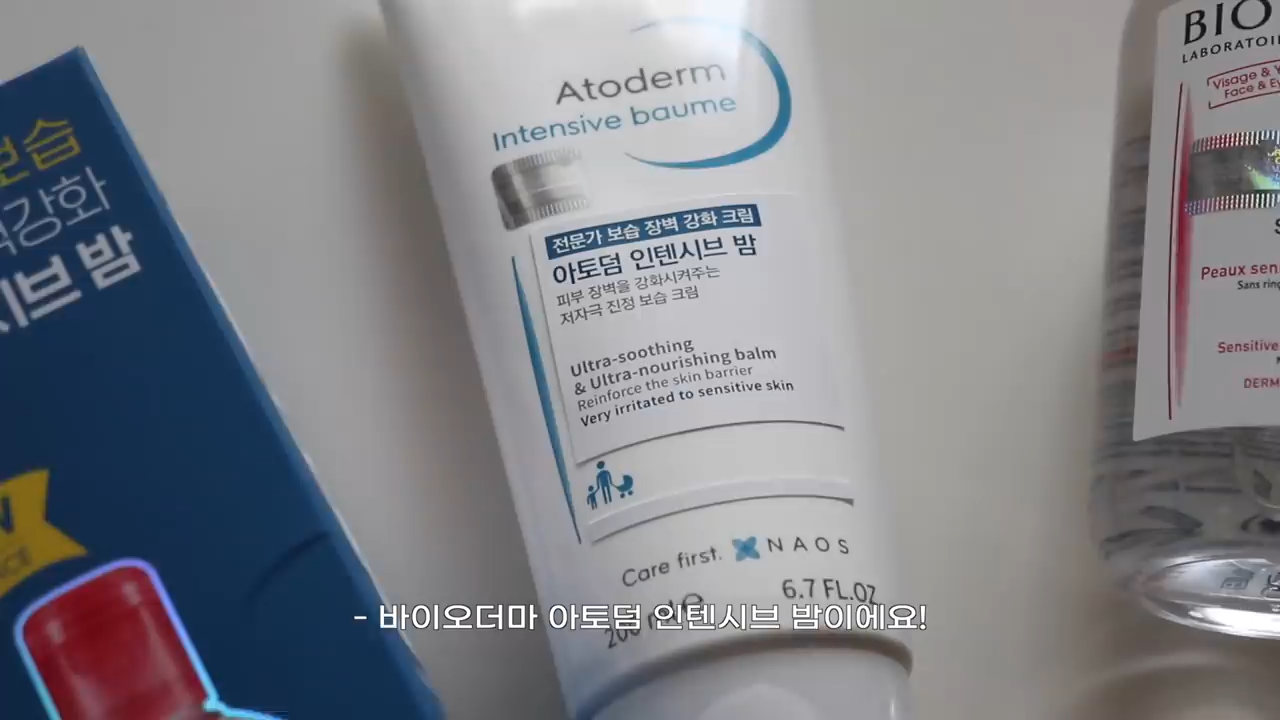 보습
강화
시브 밤
Atoderm
Intensive baume
전문가 보습 장벽 강화 크림
아토덤 인텐시브 밤
피부 장벽을 강화시켜주는
저자극 진정 보습 크림
Ultra-soothing
& Ultra-nourishing balm
Reinforce the skin barrier
Very irritated to sensitive skin
Care first. NAOS
6.7 FL.OZ
BIO
LABORATOI
Visage & Y
Face & Ey
Peaux sen
Sans rin
Sensitive
DERM
- 바이오더마 아토덤 인텐시브 밤이에요!